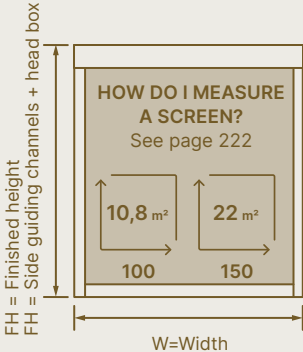 FH = Finished height
FH = Side guiding channels + head box
HOW DO I MEASURE
A SCREEN?
See page 222
10,8 m²
22 m²
100
150
W=Width